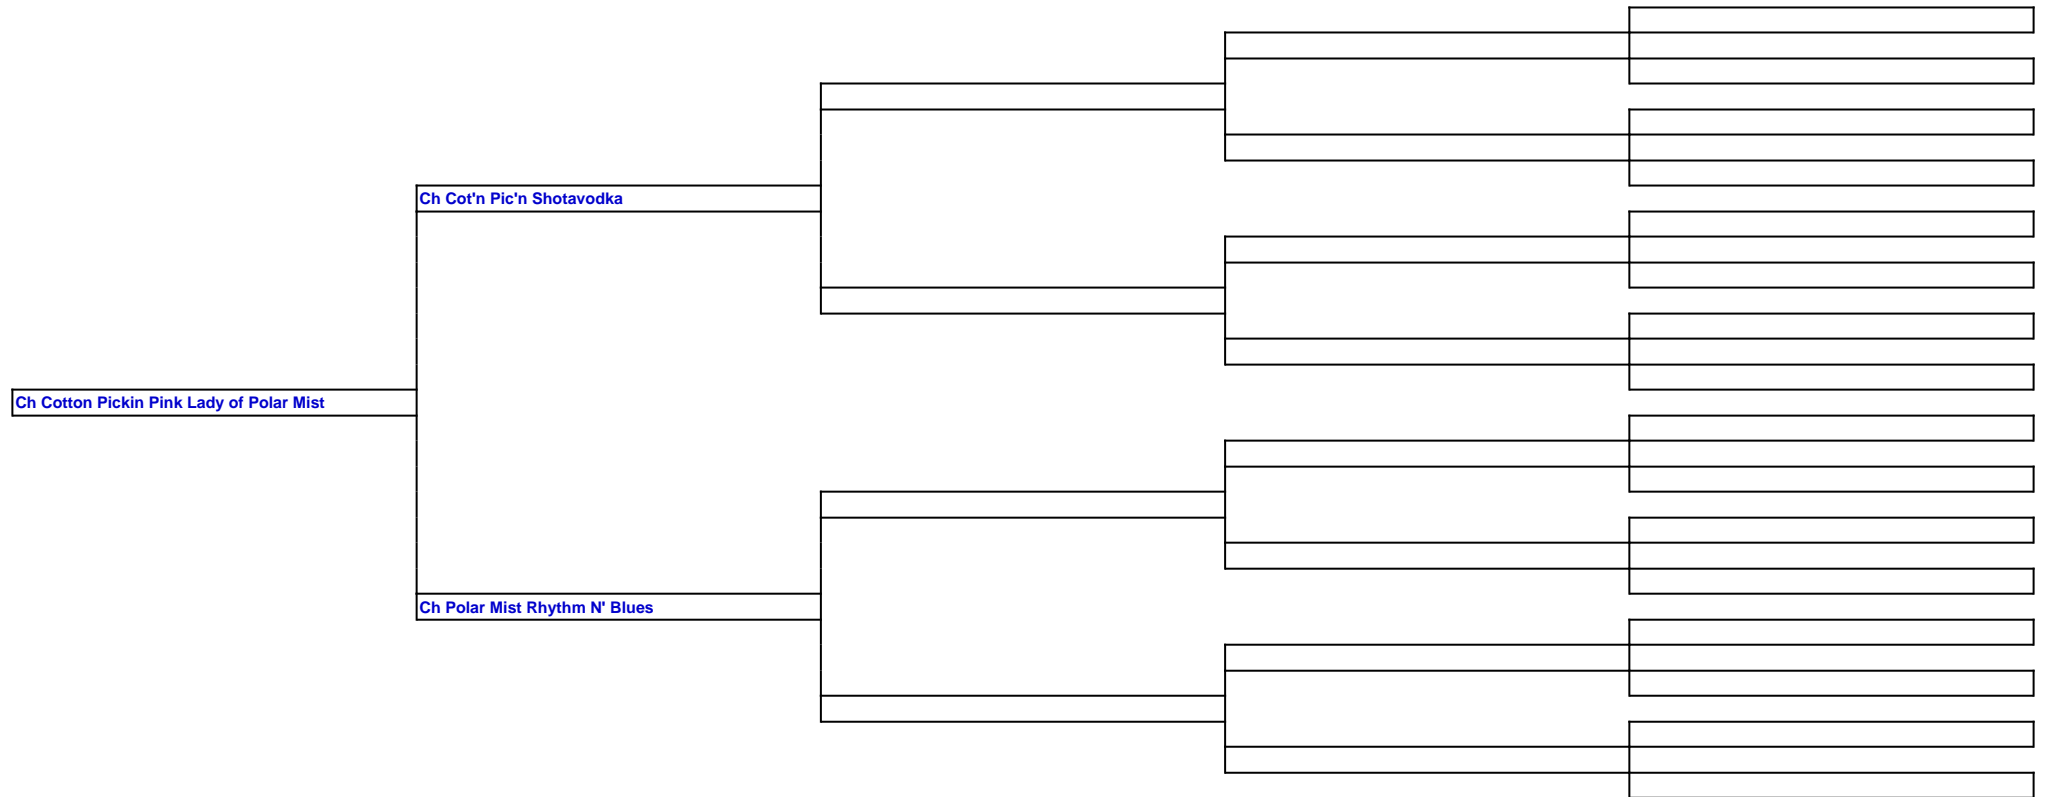 Ch Cot'n Pic'n Shotavodka
Ch Cotton Pickin Pink Lady of Polar Mist
Ch Polar Mist Rhythm N' Blues